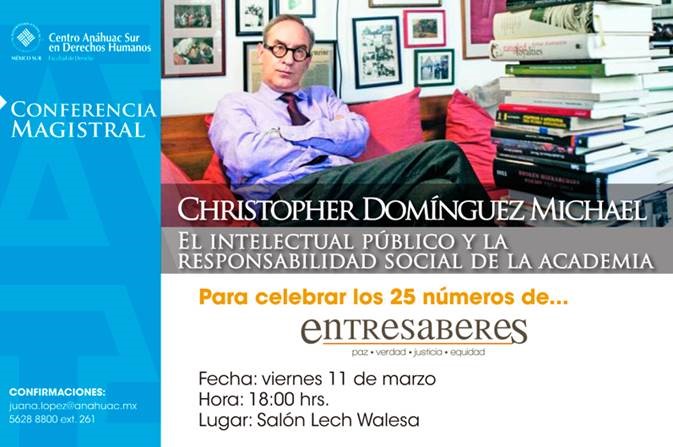 Centro Anáhuac Sur
en Derechos Humanos
MÉXICO SUR
Facultad de Derecho
CONFERENCIA
MAGISTRAL
CHRISTOPHER DOMÍNGUEZ MICHAEL
EL INTELECTUAL PÚBLICO Y LA
RESPONSABILIDAD SOCIAL DE LA ACADEMIA
Para celebrar los 25 números de...
entresaberes
paz • verdad • justicia • equidad
Fecha: viernes 11 de marzo
Hora: 18:00 hrs.
Lugar: Salón Lech Walesa
CONFIRMACIONES:
juana.lopez@anahuac.mx
5628 8800 ext. 261